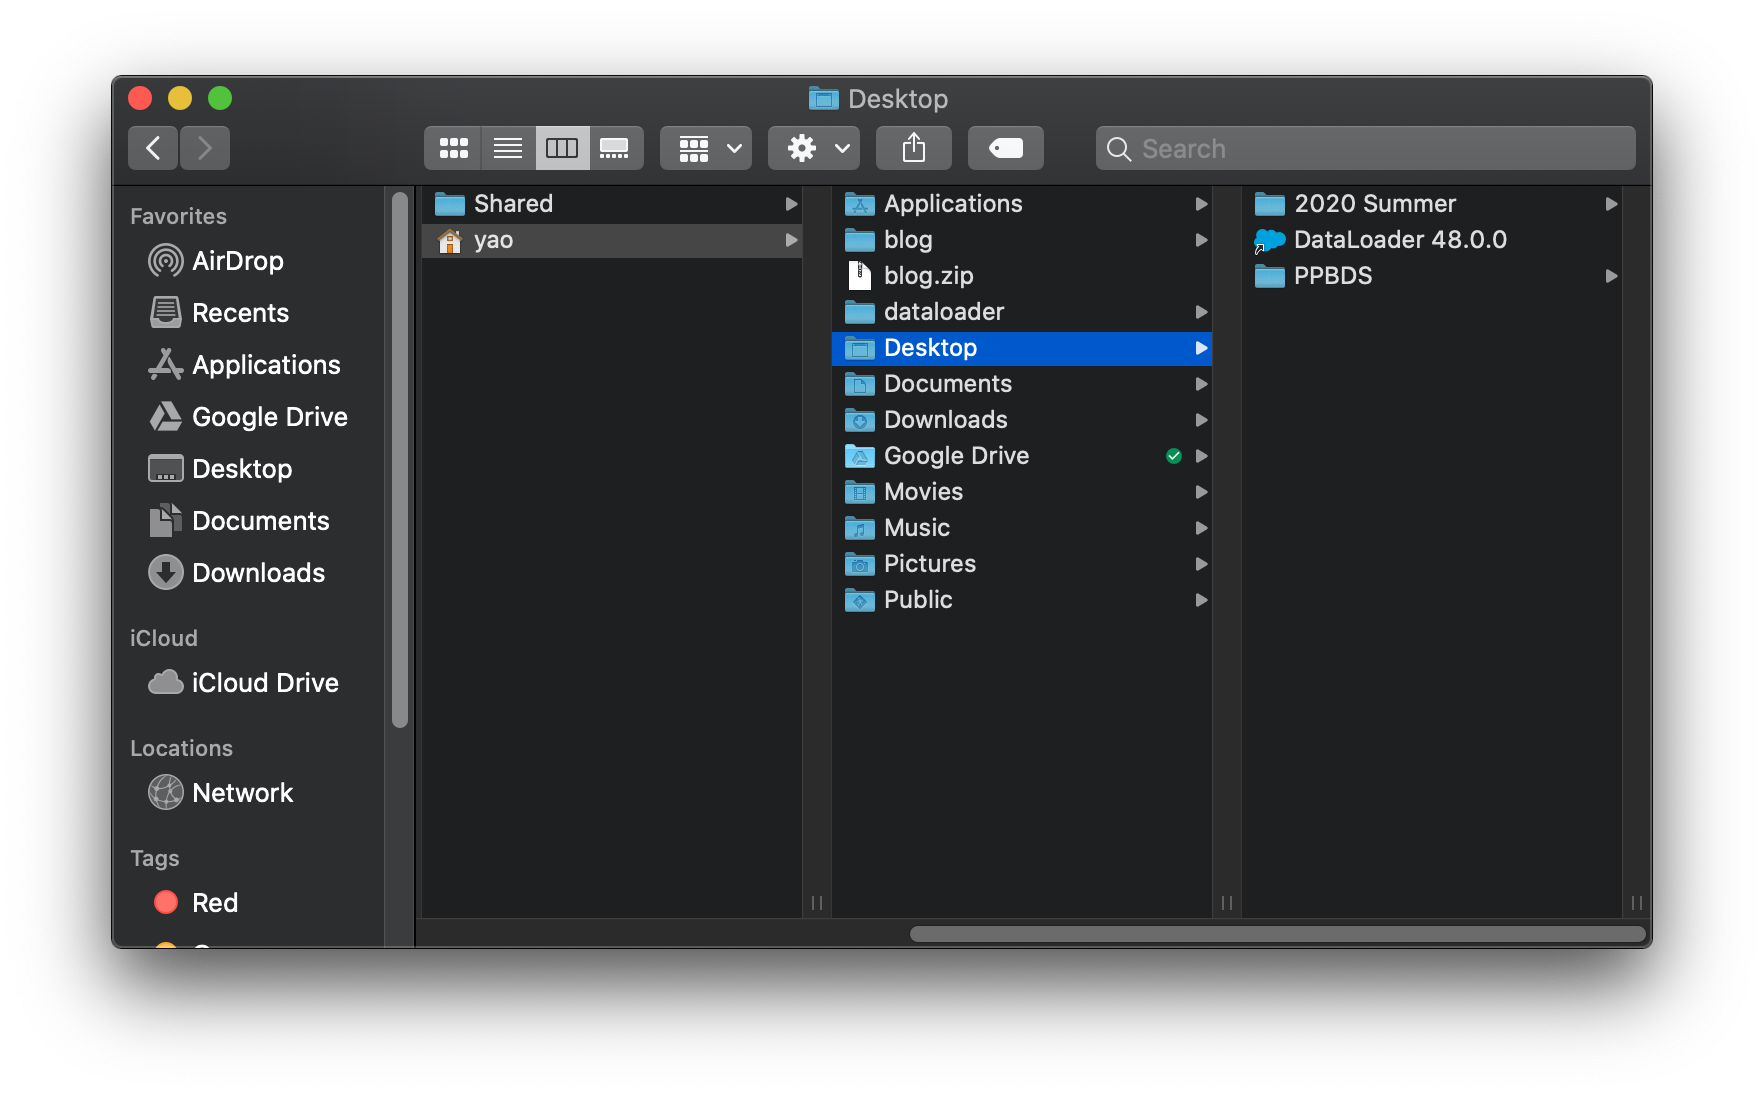 Desktop
Search
Favorites
AirDrop
Recents
Applications
Google Drive
Desktop
Documents
Downloads
iCloud
iCloud Drive
Locations
Network
Tags
Red
Shared
yao
Applications
blog
blog.zip
dataloader
Desktop
Documents
Downloads
Google Drive
Movies
Music
Pictures
Public
2020 Summer
DataLoader 48.0.0
PPBDS